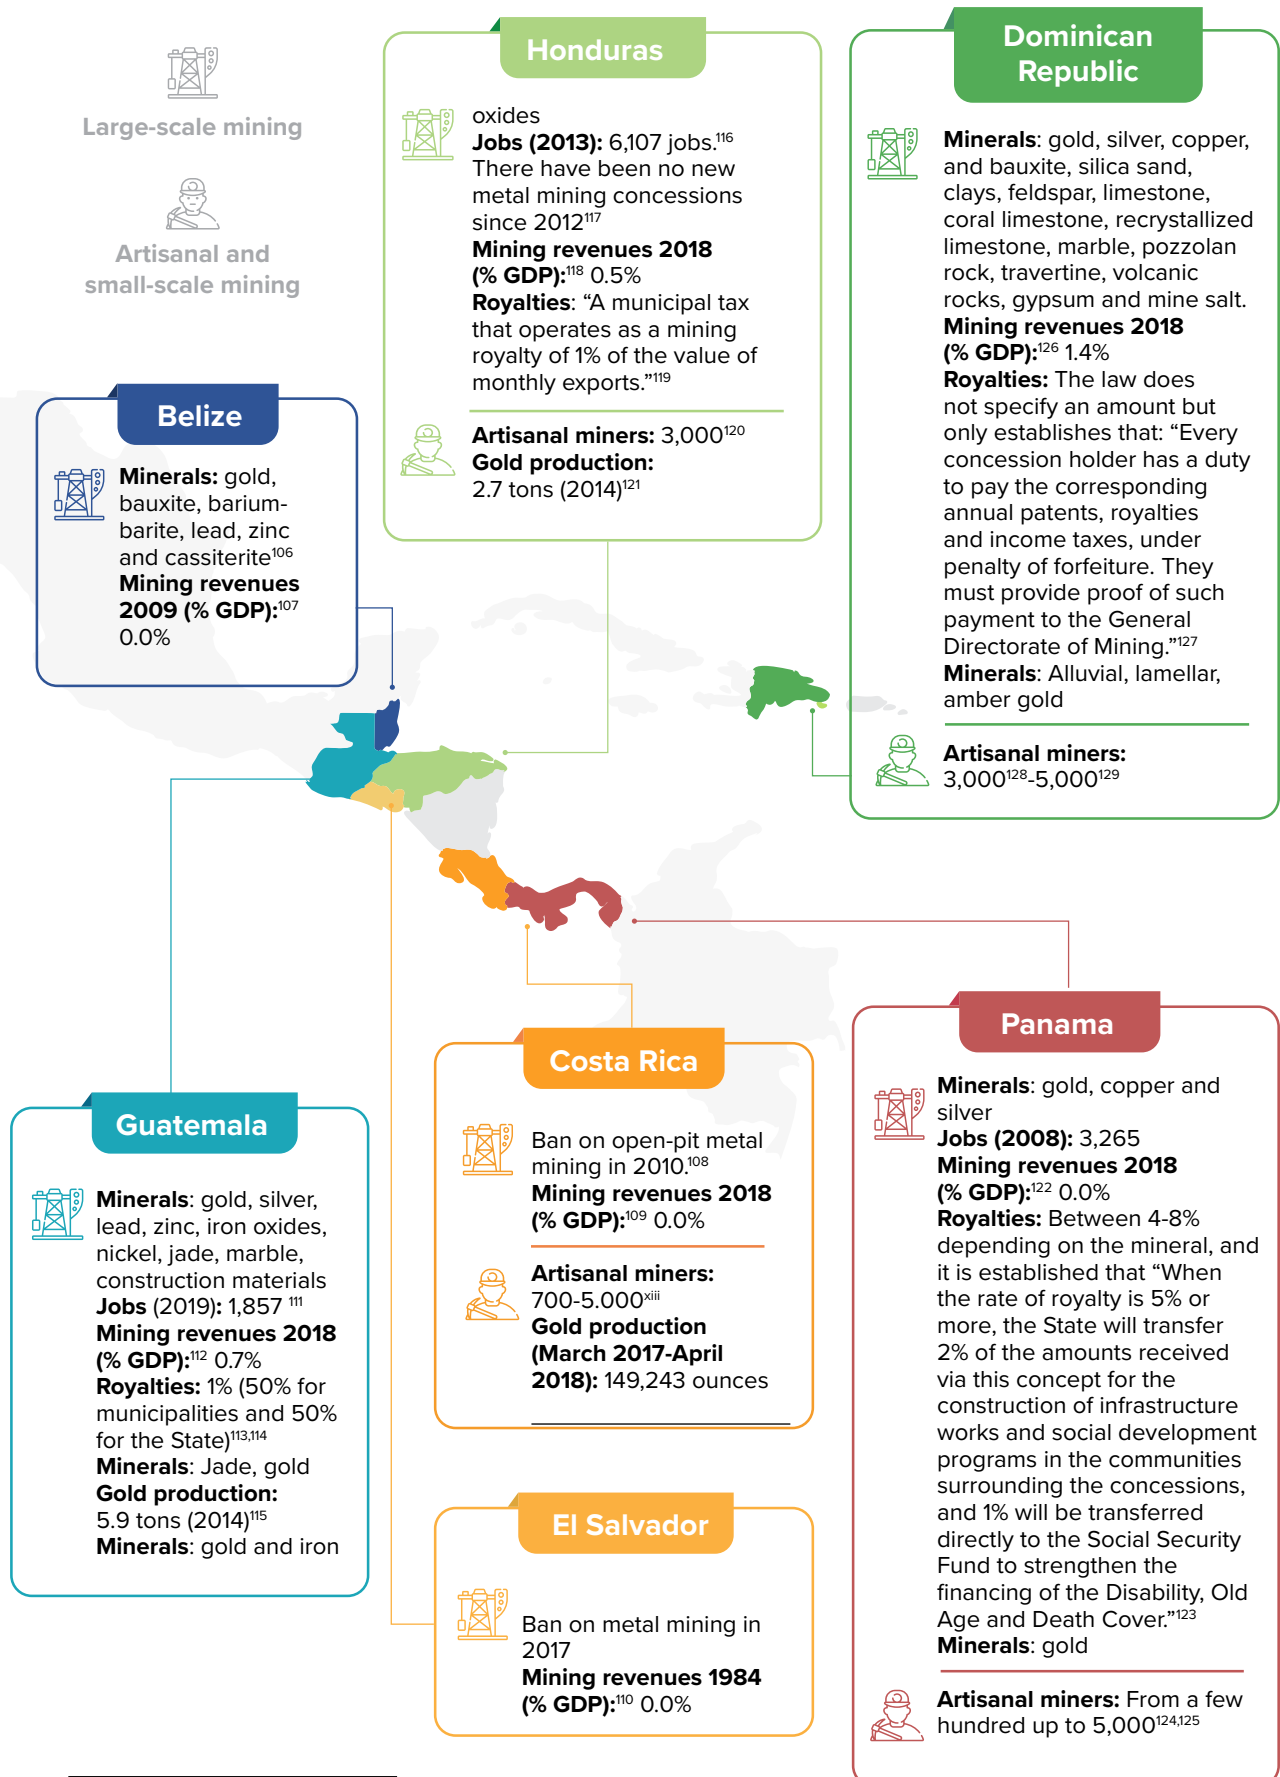 Large-scale mining
Artisanal and
small-scale mining
Honduras
oxides
Jobs (2013): 6,107 jobs.116
There have been no new
metal mining concessions
since 2012117
Mining revenues 2018
(% GDP):118 0.5%
Royalties: “A municipal tax
that operates as a mining
royalty of 1% of the value of
monthly exports.”119
Artisanal miners: 3,000120
Gold production:
2.7 tons (2014)121
Dominican
Republic
Minerals: gold, silver, copper,
and bauxite, silica sand,
clays, feldspar, limestone,
coral limestone, recrystallized
limestone, marble, pozzolan
rock, travertine, volcanic
rocks, gypsum and mine salt.
Mining revenues 2018
(% GDP):126 1.4%
Royalties: The law does
not specify an amount but
only establishes that: “Every
concession holder has a duty
to pay the corresponding
annual patents, royalties
and income taxes, under
penalty of forfeiture. They
must provide proof of such
payment to the General
Directorate of Mining.”127
Minerals: Alluvial, lamellar,
amber gold
Artisanal miners:
3,000128-5,000129
Belize
Minerals: gold,
bauxite, barium-
barite, lead, zinc
and cassiterite106
Mining revenues
2009 (% GDP):107
0.0%
Guatemala
Minerals: gold, silver,
lead, zinc, iron oxides,
nickel, jade, marble,
construction materials
Jobs (2019): 1,857 111
Mining revenues 2018
(% GDP):112 0.7%
Royalties: 1% (50% for
municipalities and 50%
for the State)113,114
Minerals: Jade, gold
Gold production:
5.9 tons (2014)115
Minerals: gold and iron
Costa Rica
Ban on open-pit metal
mining in 2010.108
Mining revenues 2018
(% GDP):109 0.0%
Artisanal miners:
700-5.000xiii
Gold production
(March 2017-April
2018): 149,243 ounces
El Salvador
Ban on metal mining in
2017
Mining revenues 1984
(% GDP):110 0.0%
Panama
Minerals: gold, copper and
silver
Jobs (2008): 3,265
Mining revenues 2018
(% GDP):122 0.0%
Royalties: Between 4-8%
depending on the mineral, and
it is established that “When
the rate of royalty is 5% or
more, the State will transfer
2% of the amounts received
via this concept for the
construction of infrastructure
works and social development
programs in the communities
surrounding the concessions,
and 1% will be transferred
directly to the Social Security
Fund to strengthen the
financing of the Disability, Old
Age and Death Cover.”123
Minerals: gold
Artisanal miners: From a few
hundred up to 5,000124,125